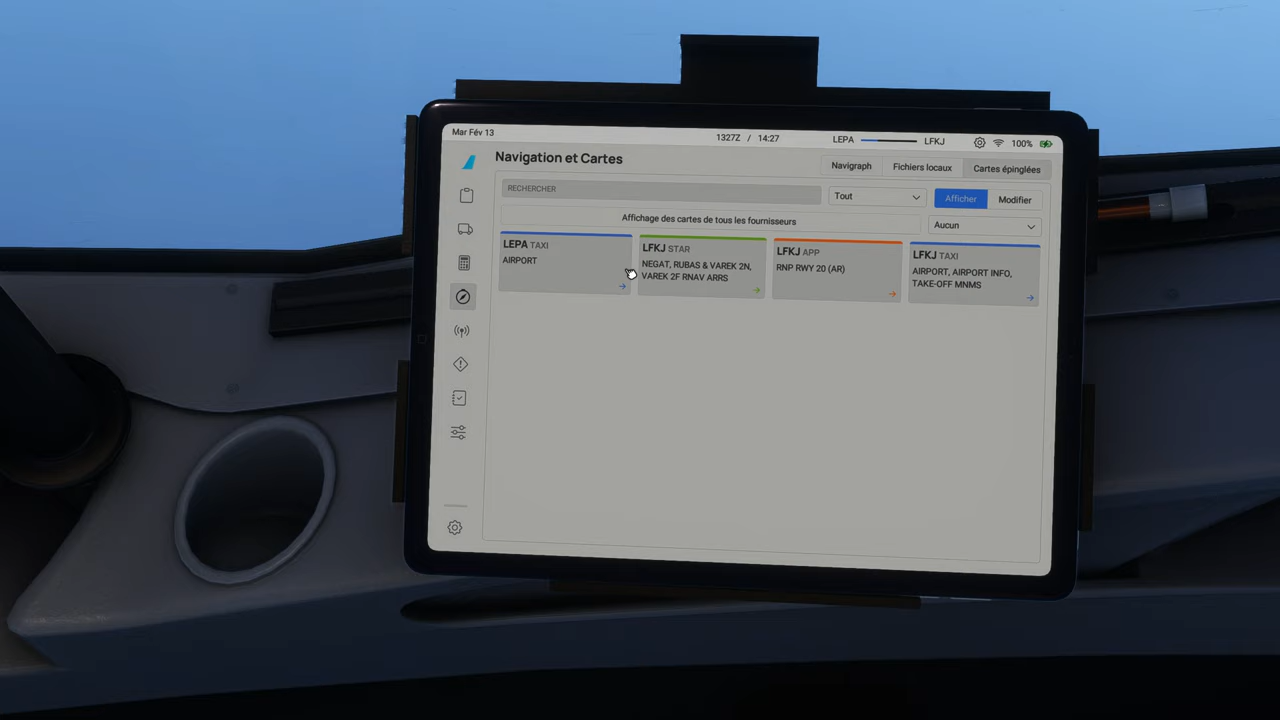 Mar Fév 13
1327Z / 14:27
LEPA LFKJ
100%
Navigation et Cartes
Navigraph
Fichiers locaux
Cartes épinglées
RECHERCHER
Tout
Afficher
Modifier
Affichage des cartes de tous les fournisseurs
Aucun
LEPA TAXI
AIRPORT
LFKJ STAR
NEGAT, RUBAS & VAREK 2N,
VAREK 2F RNAV ARRS
LFKJ APP
RNP RWY 20 (AR)
LFKJ TAXI
AIRPORT, AIRPORT INFO,
TAKE-OFF MNMS